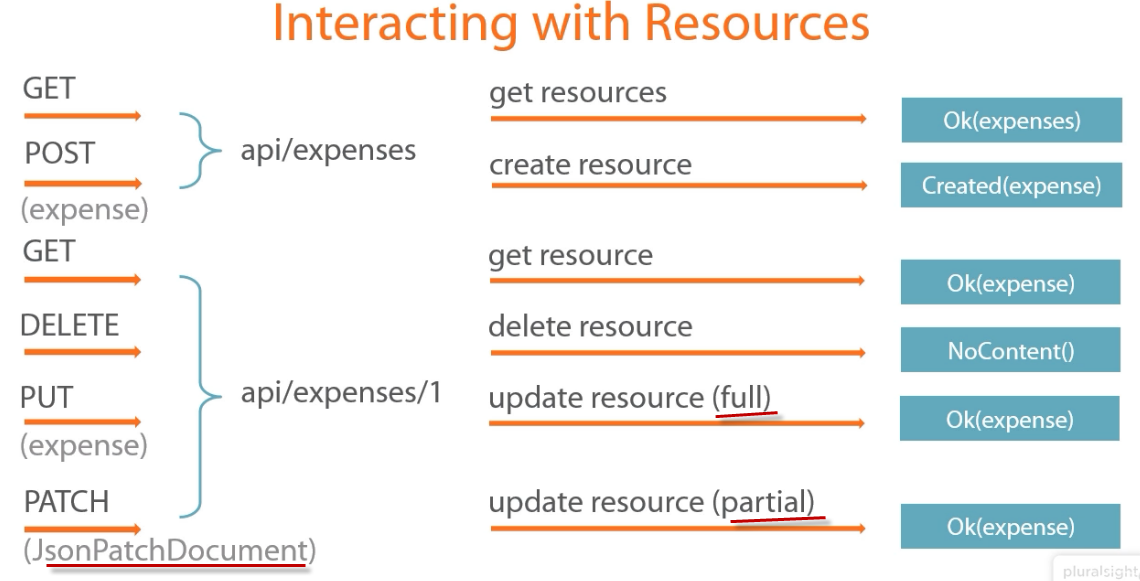 Interacting with Resources
GET
get resources
Ok(expenses)
api/expenses
POST
create resource
Created(expense)
(expense)
GET
get resource
Ok(expense)
DELETE
delete resource
NoContent()
api/expenses/1
PUT
update resource (full)
Ok(expense)
(expense)
PATCH
update resource (partial)
Ok(expense)
(JsonPatchDocument)
pluralsight